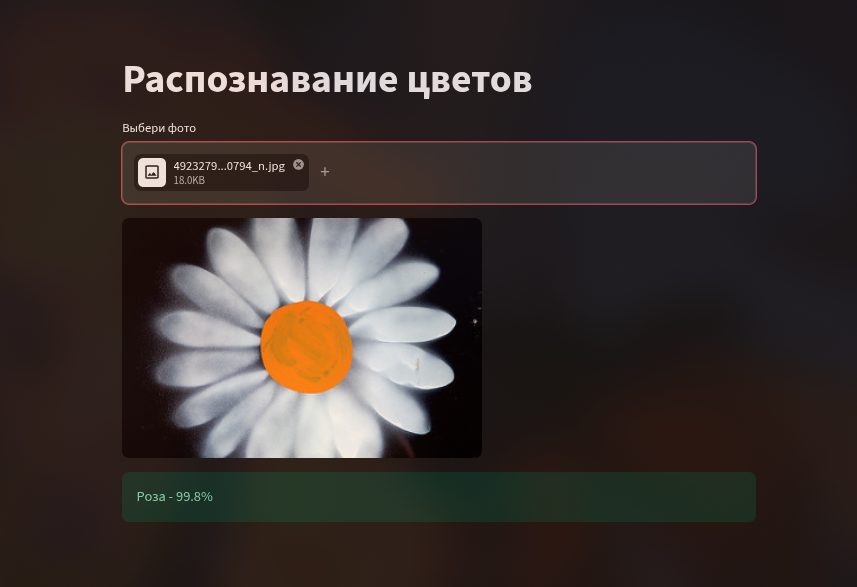 Распознавание цветов
Выбери фото
4923279...0794_n.jpg
18.0KB
+
Роза - 99.8%